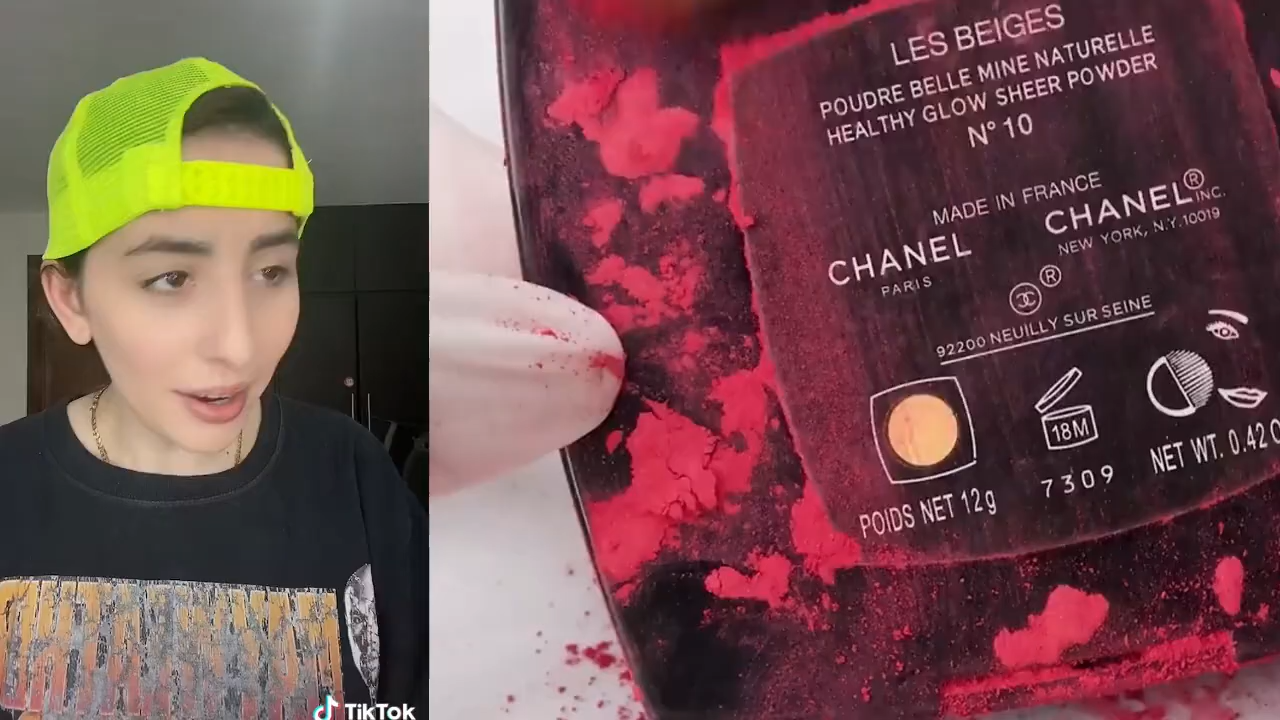 LES BEIGES
POUDRE BELLE MINE NATURELLE
HEALTHY GLOW SHEER POWDER
N° 10
MADE IN FRANCE
CHANEL
PARIS
CHANEL® INC.
NEW YORK, N.Y. 10019
®
92200 NEUILLY SUR SEINE
18M
7309
POIDS NET 12g
NET WT. 0.42
TikTok